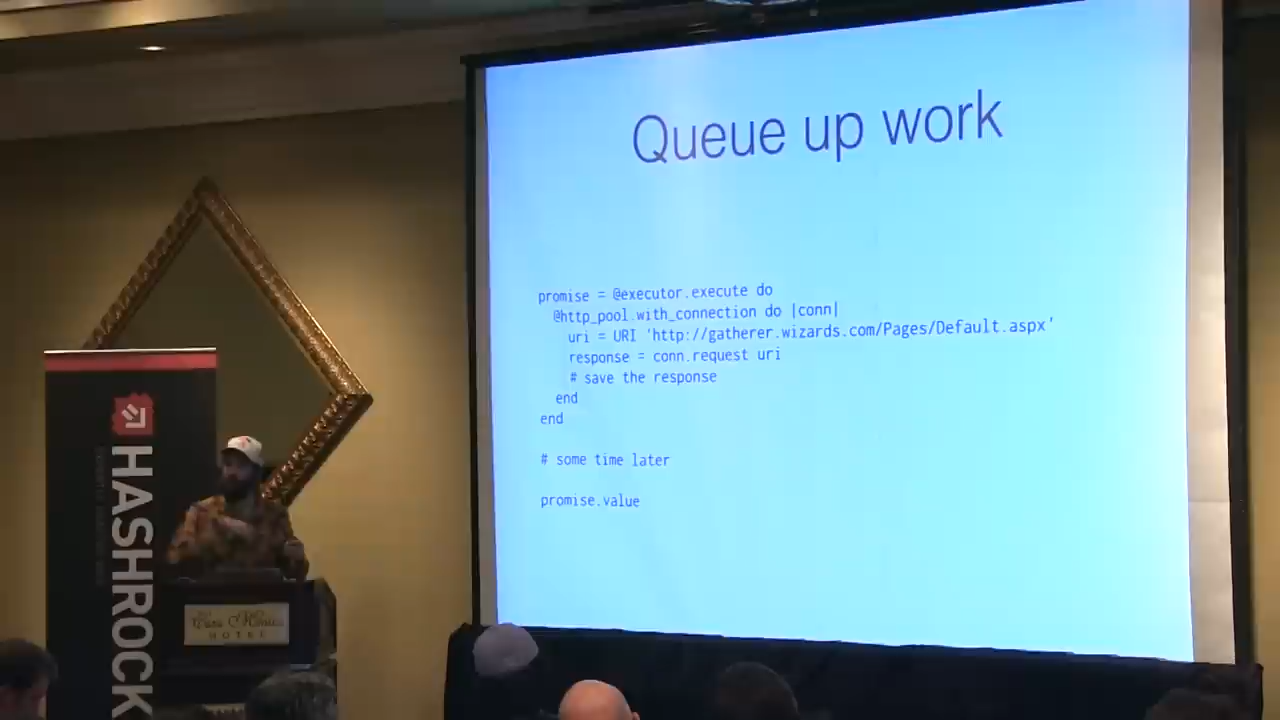 Queue up work
promise = @executor.execute do
@http_pool.with_connection do |conn|
uri = URI 'http://gatherer.wizards.com/Pages/Default.aspx'
response = conn.request uri
# save the response
end
end
# some time later
promise.value
HASHROCK
HOTEL